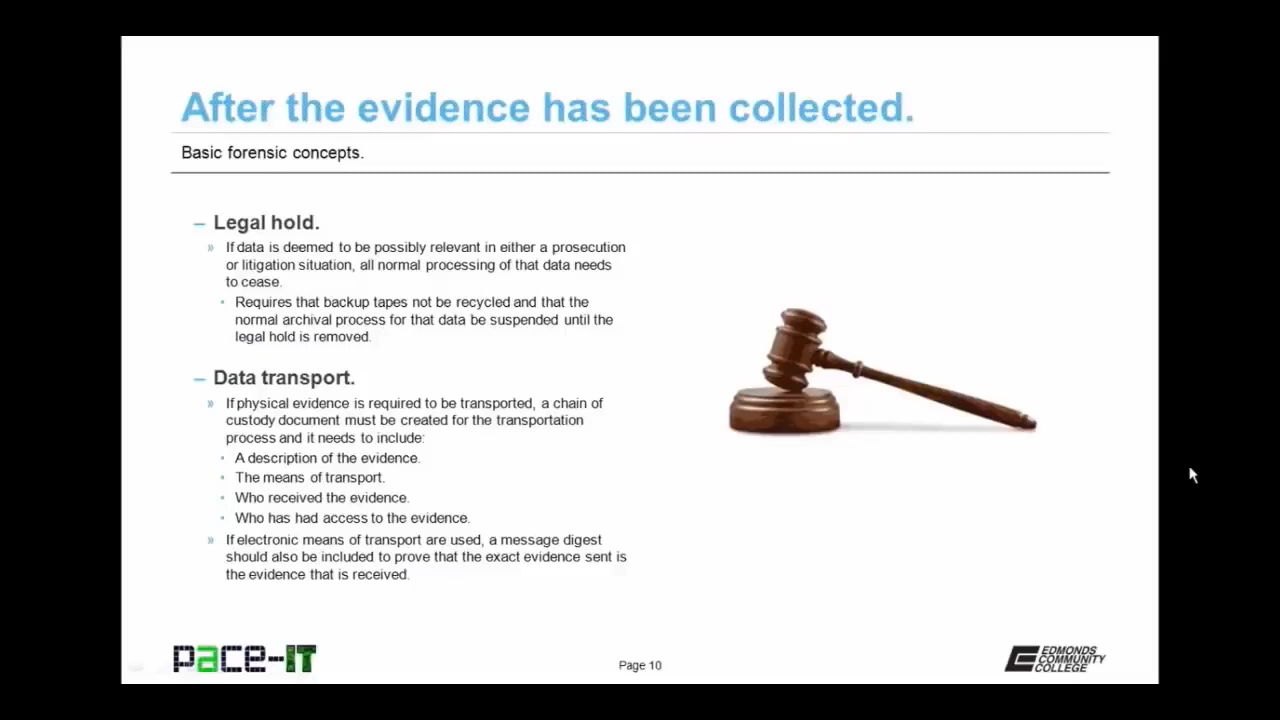 After the evidence has been collected.
Basic forensic concepts.
– Legal hold.
» If data is deemed to be possibly relevant in either a prosecution
or litigation situation, all normal processing of that data needs
to cease.
• Requires that backup tapes not be recycled and that the
normal archival process for that data be suspended until the
legal hold is removed.
– Data transport.
» If physical evidence is required to be transported, a chain of
custody document must be created for the transportation
process and it needs to include:
• A description of the evidence.
• The means of transport.
• Who received the evidence.
• Who has had access to the evidence.
» If electronic means of transport are used, a message digest
should also be included to prove that the exact evidence sent is
the evidence that is received.
pace-IT
Page 10
EDMONDS
COMMUNITY
COLLEGE